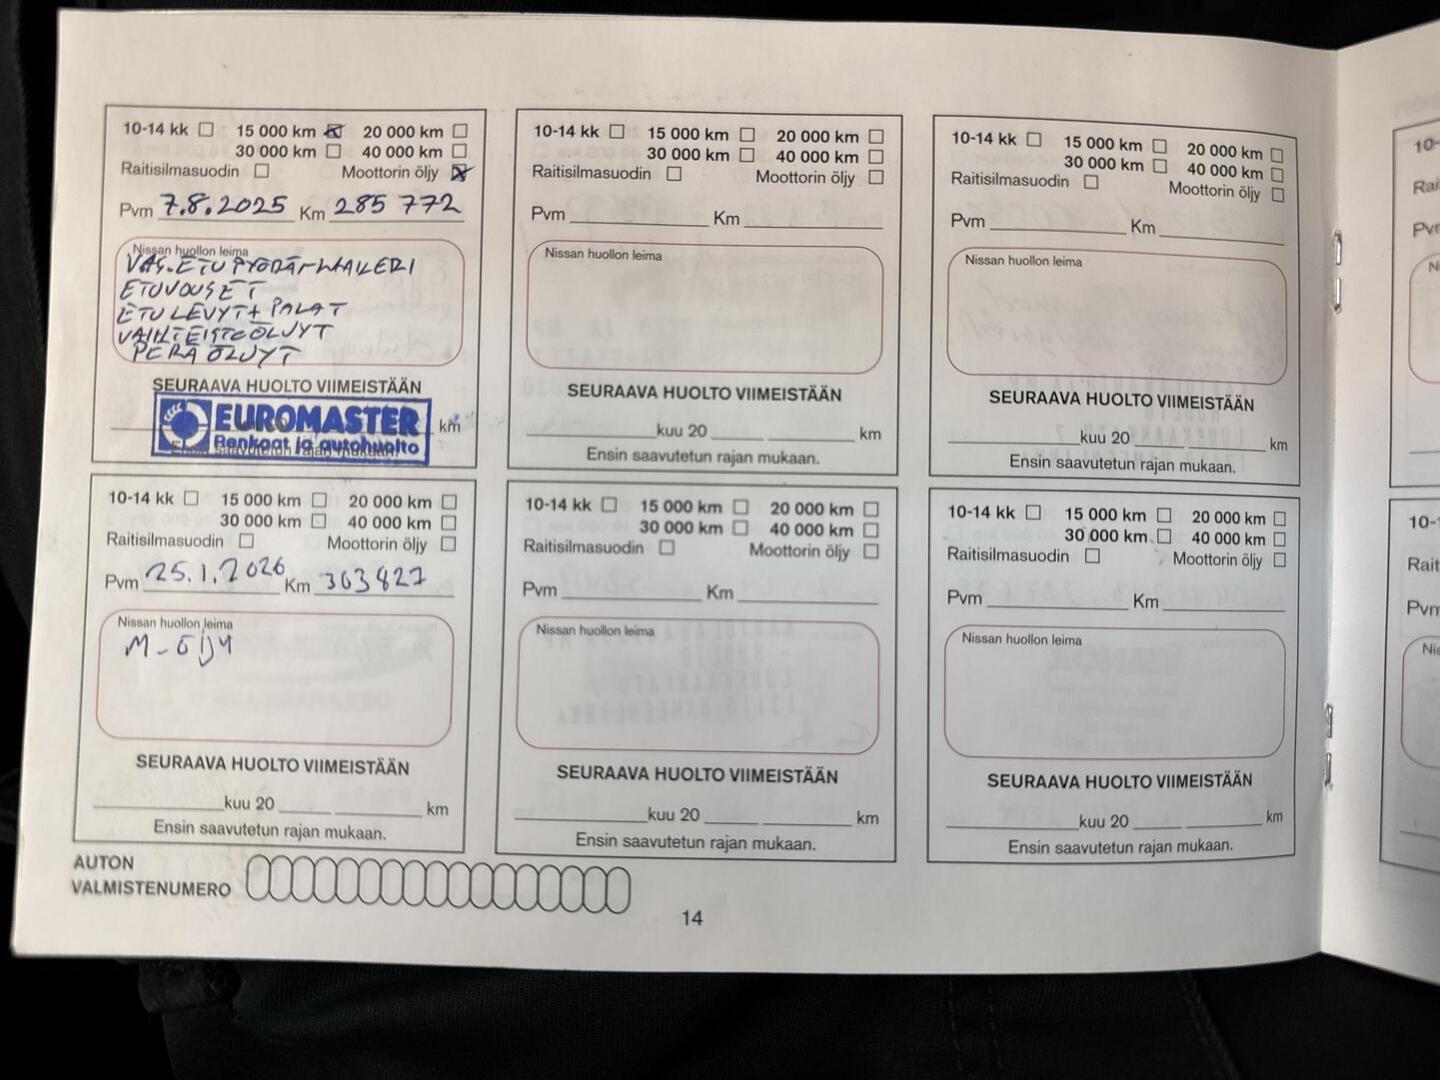 10-14 kk 15 000 km 20 000 km
30 000 km 40 000 km
Raitisilmasuodin Moottorin öljy
Pvm 7.8.2025 Km 285 772
Nissan huollon leima
VAS. ETUPYÖRÄN LAAKERI
ETUVOUSET
ETU LEVYT + PALAT
VAIHTEISTOÖLJYT
PERÄ ÖLJYT
SEURAAVA HUOLTO VIIMEISTÄÄN
EUROMASTER
Renkaat ja autohuolto
km
Ensin saavutetun rajan mukaan.
10-14 kk 15 000 km 20 000 km
30 000 km 40 000 km
Raitisilmasuodin Moottorin öljy
Pvm Km
Nissan huollon leima
SEURAAVA HUOLTO VIIMEISTÄÄN
kuu 20 km
Ensin saavutetun rajan mukaan.
10-14 kk 15 000 km 20 000 km
30 000 km 40 000 km
Raitisilmasuodin Moottorin öljy
Pvm Km
Nissan huollon leima
SEURAAVA HUOLTO VIIMEISTÄÄN
kuu 20 km
Ensin saavutetun rajan mukaan.
10-14 kk 15 000 km 20 000 km
30 000 km 40 000 km
Raitisilmasuodin Moottorin öljy
Pvm 25.1.2026 Km 303827
Nissan huollon leima
M-öljy
SEURAAVA HUOLTO VIIMEISTÄÄN
kuu 20 km
Ensin saavutetun rajan mukaan.
10-14 kk 15 000 km 20 000 km
30 000 km 40 000 km
Raitisilmasuodin Moottorin öljy
Pvm Km
Nissan huollon leima
SEURAAVA HUOLTO VIIMEISTÄÄN
kuu 20 km
Ensin saavutetun rajan mukaan.
10-14 kk 15 000 km 20 000 km
30 000 km 40 000 km
Raitisilmasuodin Moottorin öljy
Pvm Km
Nissan huollon leima
SEURAAVA HUOLTO VIIMEISTÄÄN
kuu 20 km
Ensin saavutetun rajan mukaan.
AUTON
VALMISTENUMERO
14